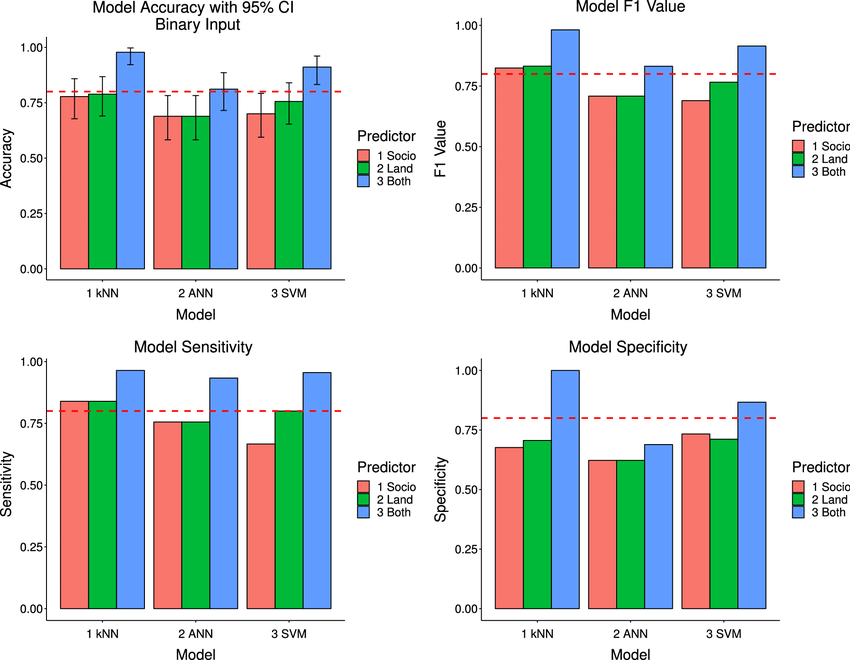 Model Accuracy with 95% CI
Binary Input
1.00
0.75
0.50
0.25
0.00
Accuracy
1 kNN
2 ANN
3 SVM
Model
Predictor
1 Socio
2 Land
3 Both
Model F1 Value
1.00
0.75
0.50
0.25
0.00
F1 Value
1 kNN
2 ANN
3 SVM
Model
Predictor
1 Socio
2 Land
3 Both
Model Sensitivity
1.00
0.75
0.50
0.25
0.00
Sensitivity
1 kNN
2 ANN
3 SVM
Model
Predictor
1 Socio
2 Land
3 Both
Model Specificity
1.00
0.75
0.50
0.25
0.00
Specificity
1 kNN
2 ANN
3 SVM
Model
Predictor
1 Socio
2 Land
3 Both